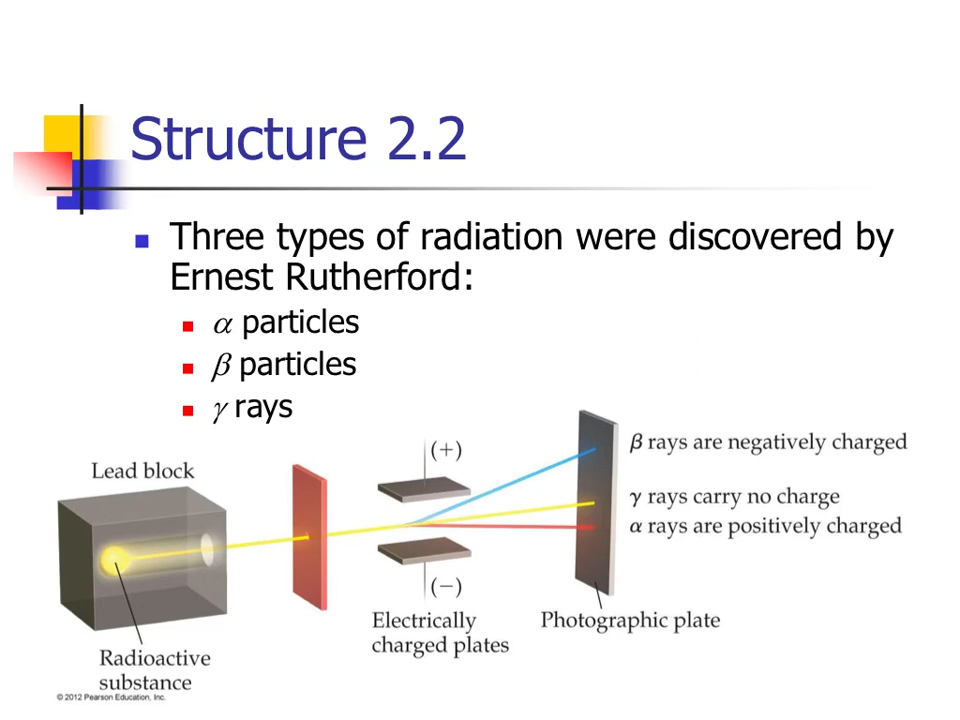 Structure 2.2
Three types of radiation were discovered by
Ernest Rutherford:
α particles
β particles
γ rays
Lead block
(+)
β rays are negatively charged
γ rays carry no charge
α rays are positively charged
(−)
Electrically
charged plates
Photographic plate
Radioactive
substance
© 2012 Pearson Education, Inc.